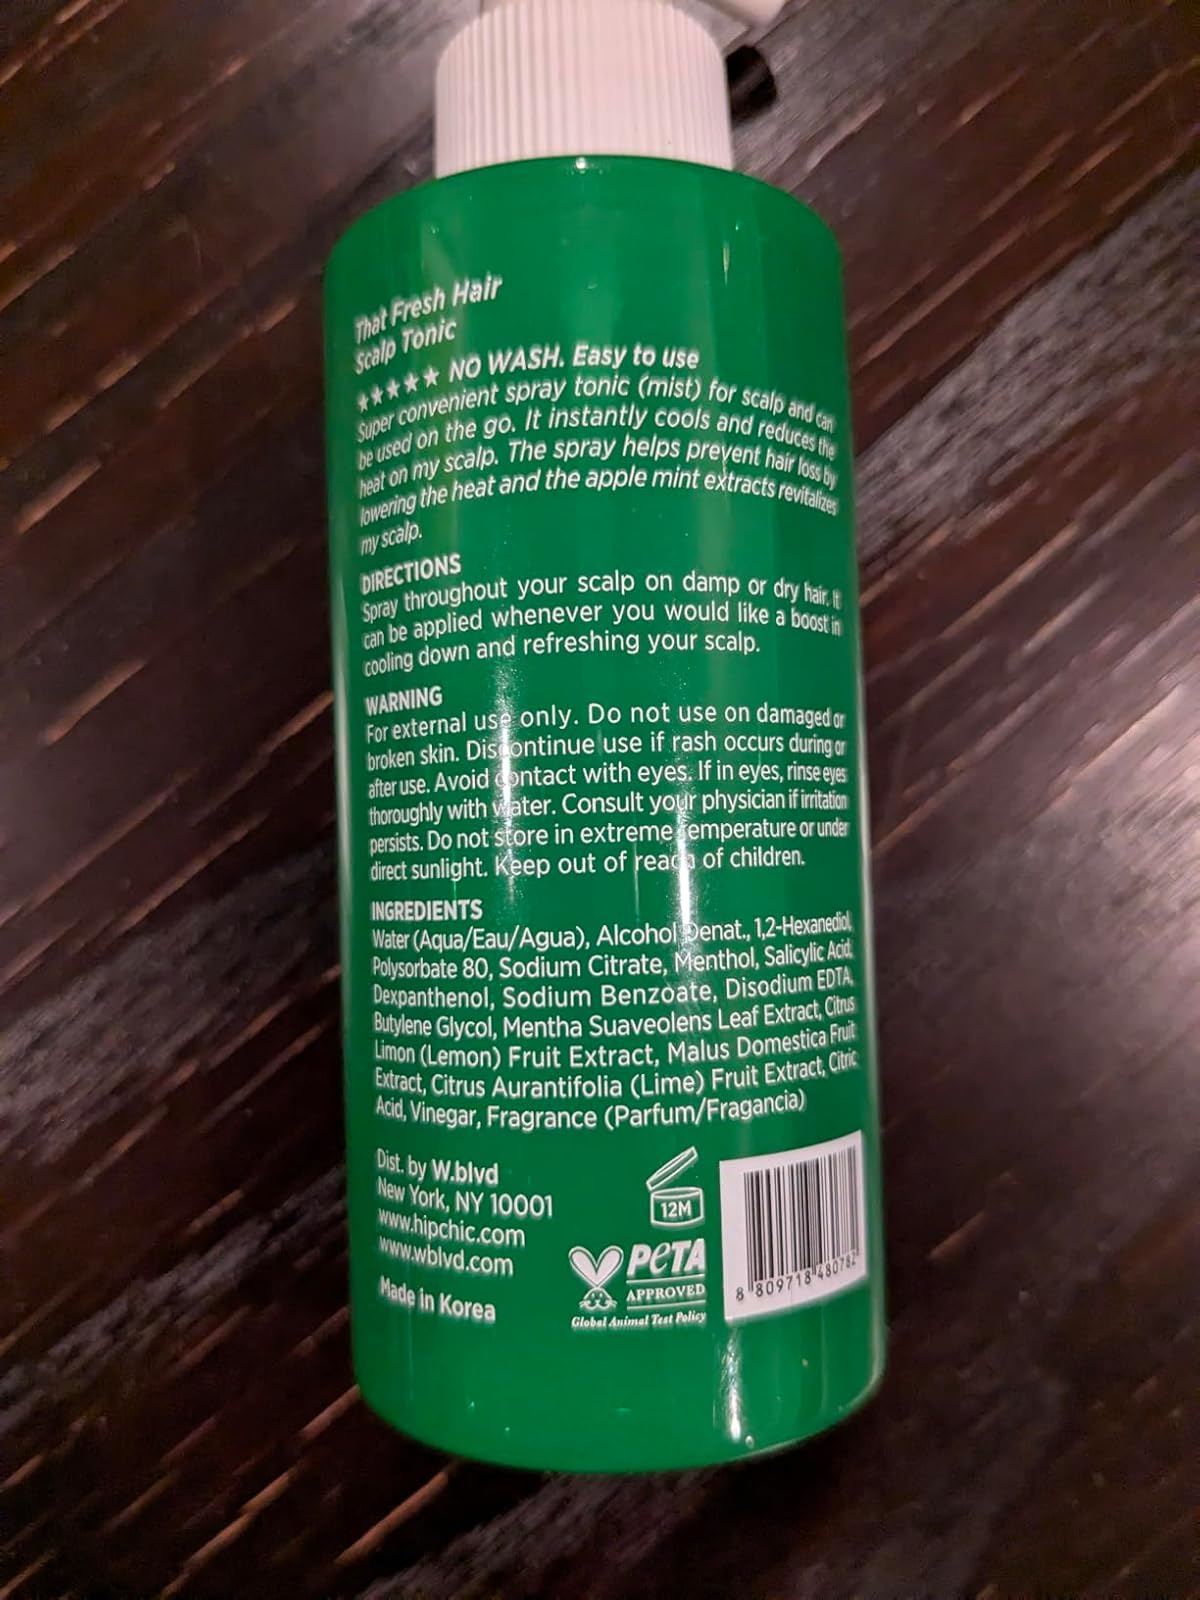 That Fresh Hair
Scalp Tonic
★★★★★ NO WASH. Easy to use
Super convenient spray tonic (mist) for scalp and can
be used on the go. It instantly cools and reduces the
heat on my scalp. The spray helps prevent hair loss by
lowering the heat and the apple mint extracts revitalizes
my scalp.
DIRECTIONS
Spray throughout your scalp on damp or dry hair. It
can be applied whenever you would like a boost in
cooling down and refreshing your scalp.
WARNING
For external use only. Do not use on damaged or
broken skin. Discontinue use if rash occurs during or
after use. Avoid contact with eyes. If in eyes, rinse eyes
thoroughly with water. Consult your physician if irritation
persists. Do not store in extreme temperature or under
direct sunlight. Keep out of reach of children.
INGREDIENTS
Water (Aqua/Eau/Agua), Alcohol Denat., 1,2-Hexanediol,
Polysorbate 80, Sodium Citrate, Menthol, Salicylic Acid,
Dexpanthenol, Sodium Benzoate, Disodium EDTA,
Butylene Glycol, Mentha Suaveolens Leaf Extract, Citrus
Limon (Lemon) Fruit Extract, Malus Domestica Fruit
Extract, Citrus Aurantifolia (Lime) Fruit Extract, Citric
Acid, Vinegar, Fragrance (Parfum/Fragancia)
Dist. by W.blvd
New York, NY 10001
www.hipchic.com
www.wblvd.com
Made in Korea
12M
PETA
APPROVED
Global Animal Test Policy
8 809718 480782